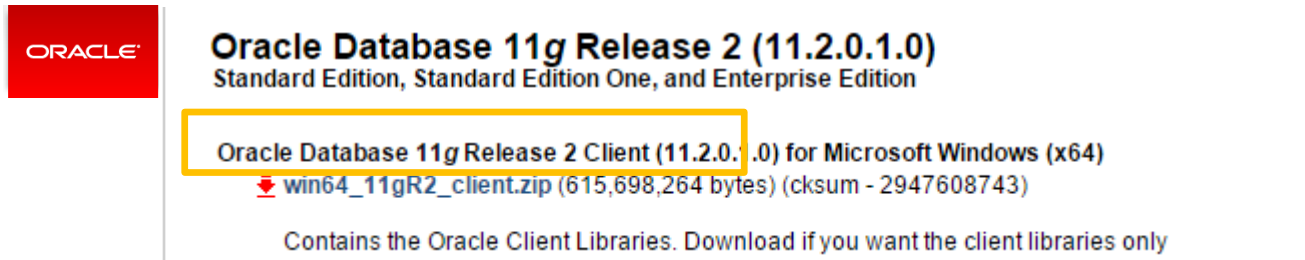 ORACLE
Oracle Database 11g Release 2 (11.2.0.1.0)
Standard Edition, Standard Edition One, and Enterprise Edition
Oracle Database 11g Release 2 Client (11.2.0.1.0) for Microsoft Windows (x64)
win64_11gR2_client.zip (615,698,264 bytes) (cksum - 2947608743)
Contains the Oracle Client Libraries. Download if you want the client libraries only